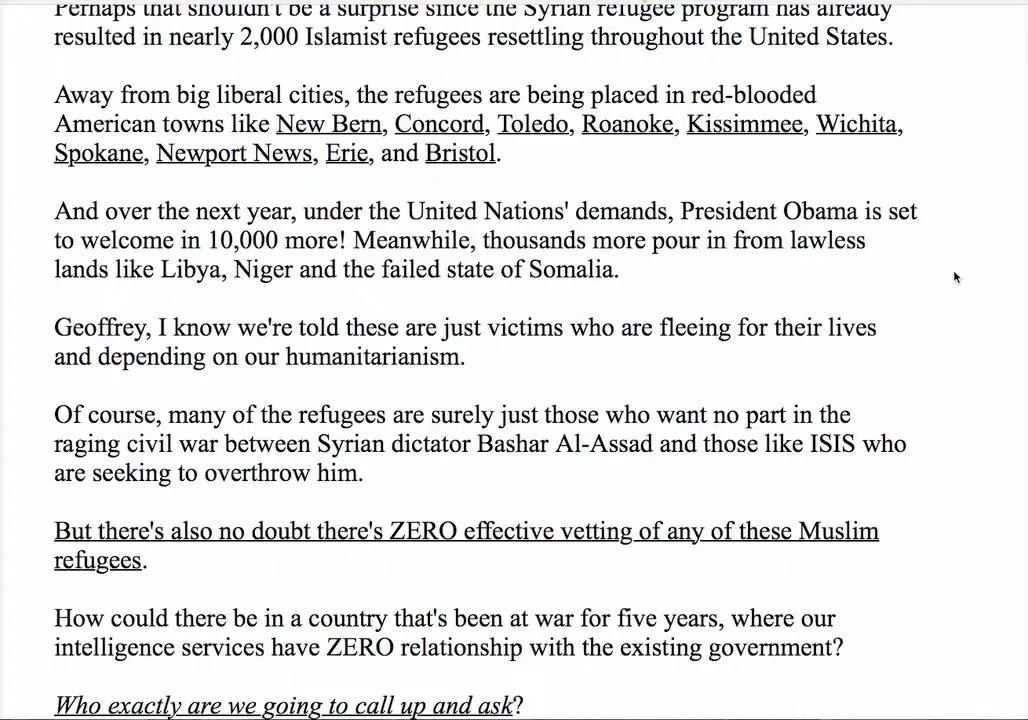 Perhaps that shouldn't be a surprise since the Syrian refugee program has already
resulted in nearly 2,000 Islamist refugees resettling throughout the United States.
Away from big liberal cities, the refugees are being placed in red-blooded
American towns like New Bern, Concord, Toledo, Roanoke, Kissimmee, Wichita,
Spokane, Newport News, Erie, and Bristol.
And over the next year, under the United Nations' demands, President Obama is set
to welcome in 10,000 more! Meanwhile, thousands more pour in from lawless
lands like Libya, Niger and the failed state of Somalia.
Geoffrey, I know we're told these are just victims who are fleeing for their lives
and depending on our humanitarianism.
Of course, many of the refugees are surely just those who want no part in the
raging civil war between Syrian dictator Bashar Al-Assad and those like ISIS who
are seeking to overthrow him.
But there's also no doubt there's ZERO effective vetting of any of these Muslim
refugees.
How could there be in a country that's been at war for five years, where our
intelligence services have ZERO relationship with the existing government?
Who exactly are we going to call up and ask?